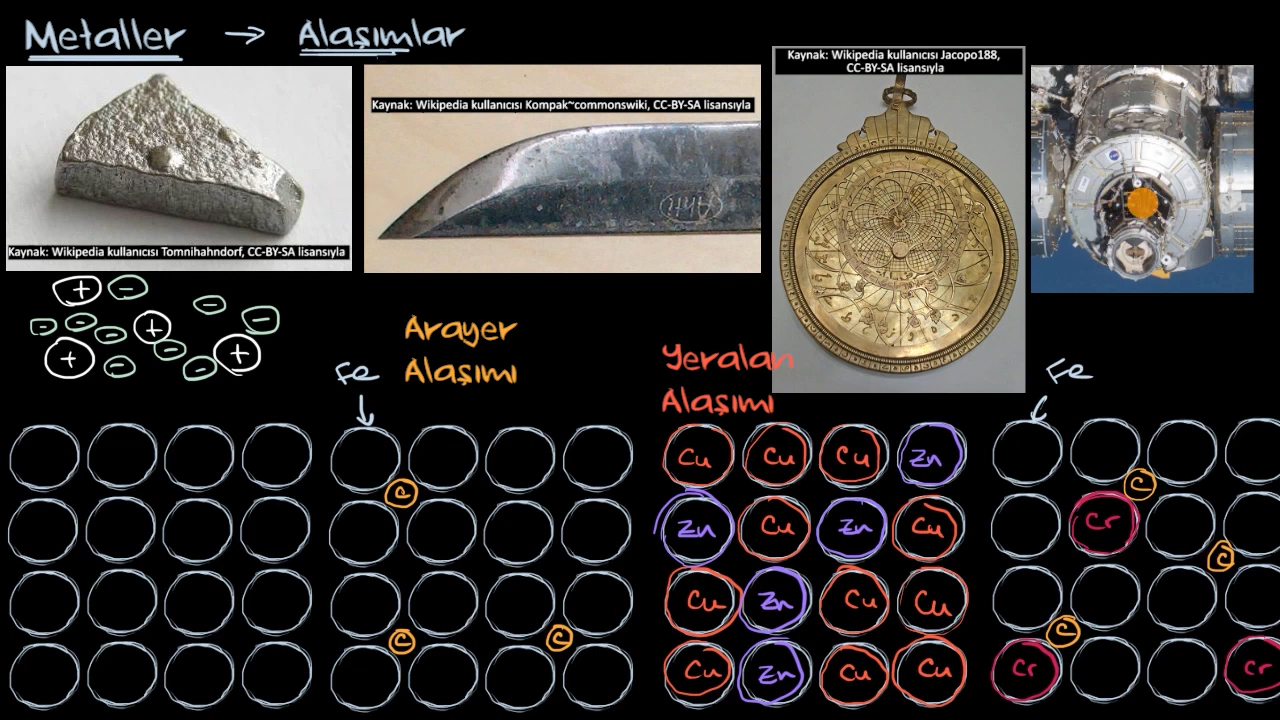 Metaller → Alaşımlar
Kaynak: Wikipedia kullanıcısı Tomnihahndorf, CC-BY-SA lisansıyla
Kaynak: Wikipedia kullanıcısı Kompak~commonswiki, CC-BY-SA lisansıyla
Kaynak: Wikipedia kullanıcısı Jacopo188,
CC-BY-SA lisansıyla
+ -
-
- - - + - -
+ - - +
Fe
Arayer
Alaşımı
Yeralan
Alaşımı
Fe
C
C C
Cu Cu Cu Zn
Zn Cu Zn Cu
Cu Zn Cu Cu
Cu Zn Cu Cu
C
Cr
C
C
Cr Cr